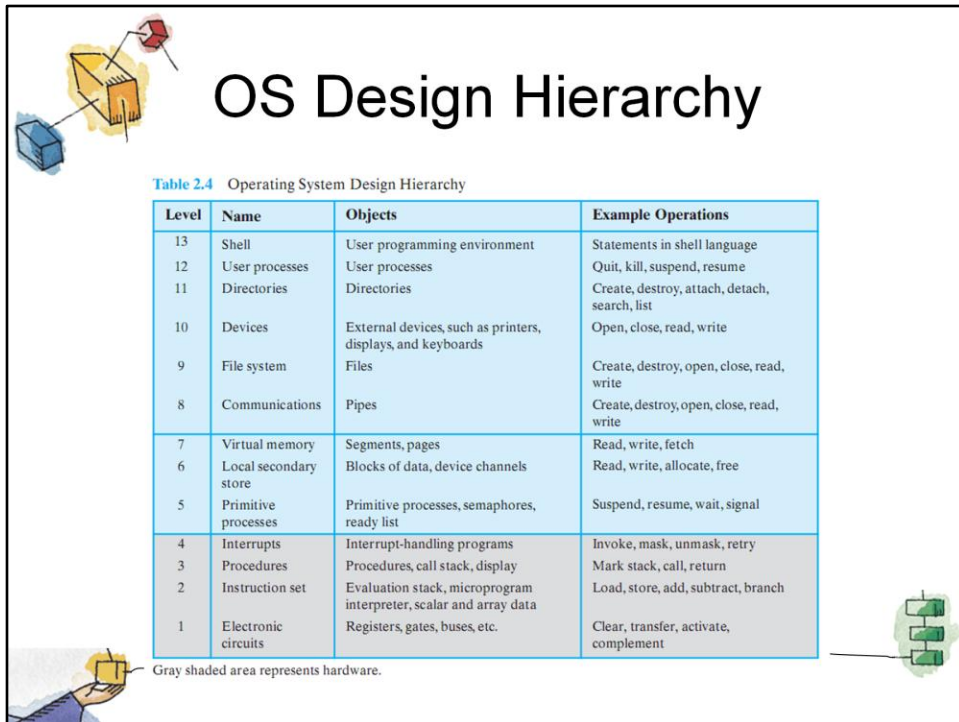 OS Design Hierarchy
Table 2.4 Operating System Design Hierarchy
Level Name Objects Example Operations
13 Shell User programming environment Statements in shell language
12 User processes User processes Quit, kill, suspend, resume
11 Directories Directories Create, destroy, attach, detach,
search, list
10 Devices External devices, such as printers, Open, close, read, write
displays, and keyboards
9 File system Files Create, destroy, open, close, read,
write
8 Communications Pipes Create, destroy, open, close, read,
write
7 Virtual memory Segments, pages Read, write, fetch
6 Local secondary Blocks of data, device channels Read, write, allocate, free
store
5 Primitive Primitive processes, semaphores, Suspend, resume, wait, signal
processes ready list
4 Interrupts Interrupt-handling programs Invoke, mask, unmask, retry
3 Procedures Procedures, call stack, display Mark stack, call, return
2 Instruction set Evaluation stack, microprogram Load, store, add, subtract, branch
interpreter, scalar and array data
1 Electronic Registers, gates, buses, etc. Clear, transfer, activate,
circuits complement
Gray shaded area represents hardware.